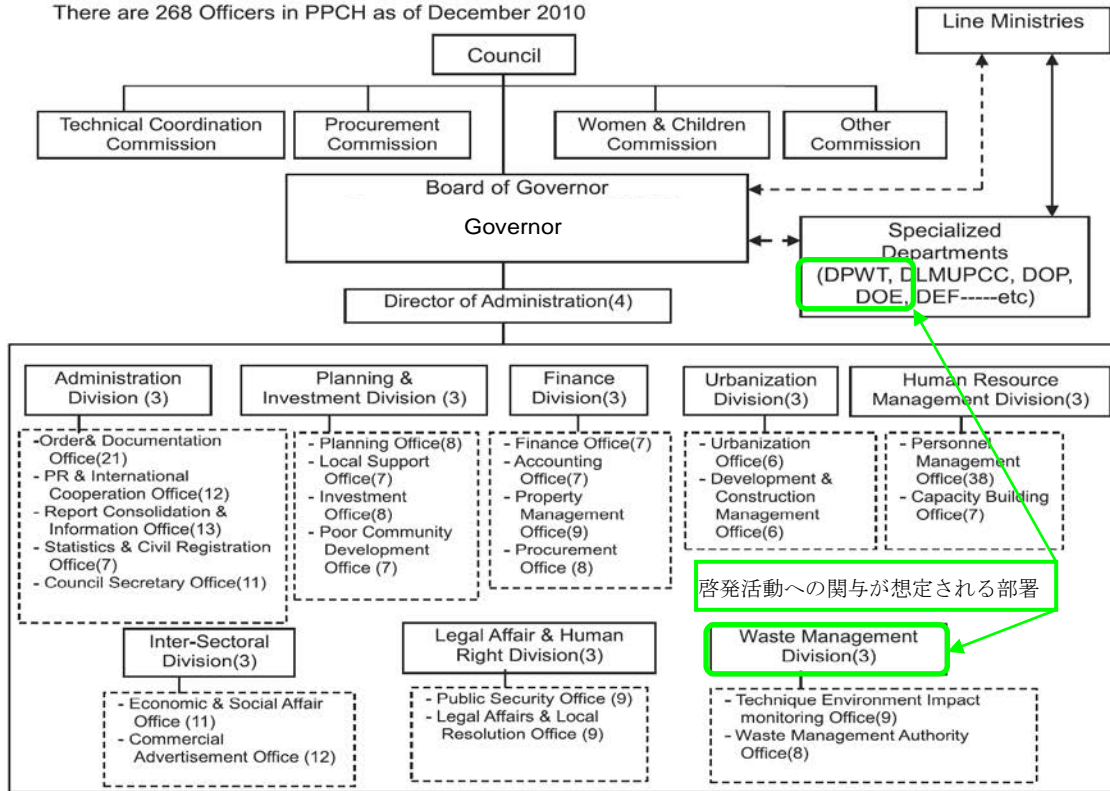 There are 268 Officers in PPCH as of December 2010
Line Ministries
Council
Technical Coordination
Commission
Procurement
Commission
Women & Children
Commission
Other
Commission
Board of Governor
Governor
Specialized
Departments
(DPWT, DLMUPCC, DOP,
DOE, DEF-----etc)
Director of Administration(4)
Administration
Division (3)
-Order& Documentation
Office(21)
- PR & International
Cooperation Office(12)
- Report Consolidation &
Information Office(13)
- Statistics & Civil Registration
Office(7)
- Council Secretary Office(11)
Planning &
Investment Division (3)
- Planning Office(8)
- Local Support
Office(7)
- Investment
Office(8)
- Poor Community
Development
Office (7)
Finance
Division(3)
- Finance Office(7)
- Accounting
Office(7)
- Property
Management
Office(9)
- Procurement
Office (8)
Urbanization
Division(3)
- Urbanization
Office(6)
- Development &
Construction
Management
Office(6)
Human Resource
Management Division(3)
- Personnel
Management
Office(38)
- Capacity Building
Office(7)
啓発活動への関与が想定される部署
Inter-Sectoral
Division(3)
- Economic & Social Affair
Office (11)
- Commercial
Advertisement Office (12)
Legal Affair & Human
Right Division(3)
- Public Security Office (9)
- Legal Affairs & Local
Resolution Office (9)
Waste Management
Division(3)
- Technique Environment Impact
monitoring Office(9)
- Waste Management Authority
Office(8)